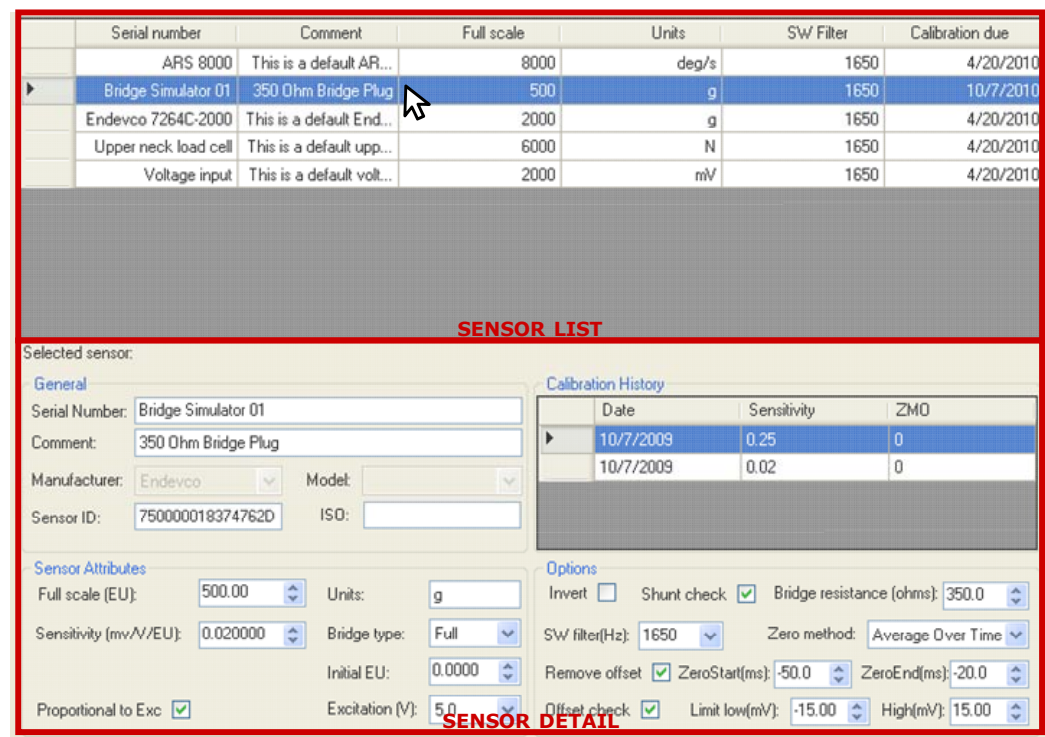 Serial number Comment Full scale Units SW Filter Calibration due
ARS 8000 This is a default AR... 8000 deg/s 1650 4/20/2010
Bridge Simulator 01 350 Ohm Bridge Plug 500 g 1650 10/7/2010
Endevco 7264C-2000 This is a default End... 2000 g 1650 4/20/2010
Upper neck load cell This is a default upp... 6000 N 1650 4/20/2010
Voltage input This is a default volt... 2000 mV 1650 4/20/2010
SENSOR LIST
Selected sensor:
General
Serial Number: Bridge Simulator 01
Comment: 350 Ohm Bridge Plug
Manufacturer: Endevco Model:
Sensor ID: 750000018374762D ISO:
Calibration History
Date Sensitivity ZMO
10/7/2009 0.25 0
10/7/2009 0.02 0
Sensor Attributes
Full scale (EU): 500.00 Units: g
Sensitivity (mv/V/EU): 0.020000 Bridge type: Full
Initial EU: 0.0000
Proportional to Exc Excitation (V): 5.0
Options
Invert Shunt check Bridge resistance (ohms): 350.0
SW filter(Hz): 1650 Zero method: Average Over Time
Remove offset ZeroStart(ms): -50.0 ZeroEnd(ms): -20.0
Offset check Limit low(mV): -15.00 High(mV): 15.00
SENSOR DETAIL